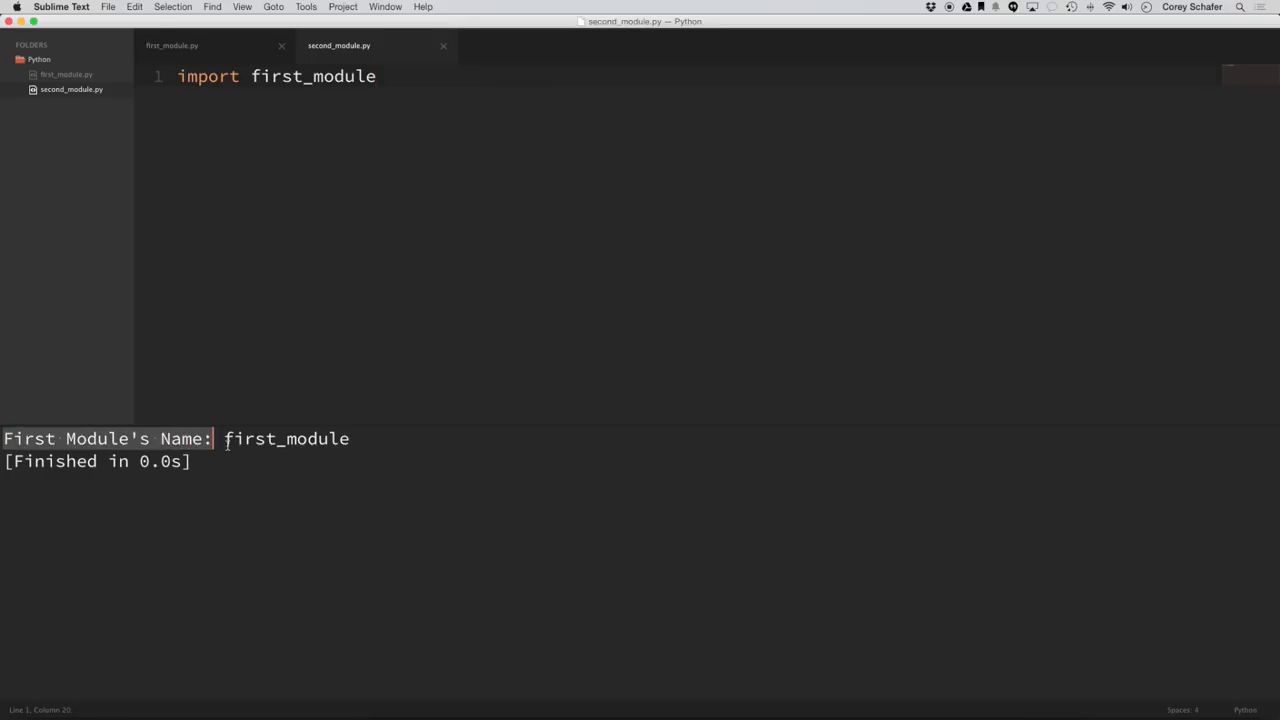 Sublime Text File Edit Selection Find View Goto Tools Project Window Help Corey Schafer
second_module.py — Python
FOLDERS
Python
first_module.py
second_module.py
first_module.py second_module.py
1 import first_module
First Module's Name: first_module
[Finished in 0.0s]
Line 1, Column 20 Spaces: 4 Python